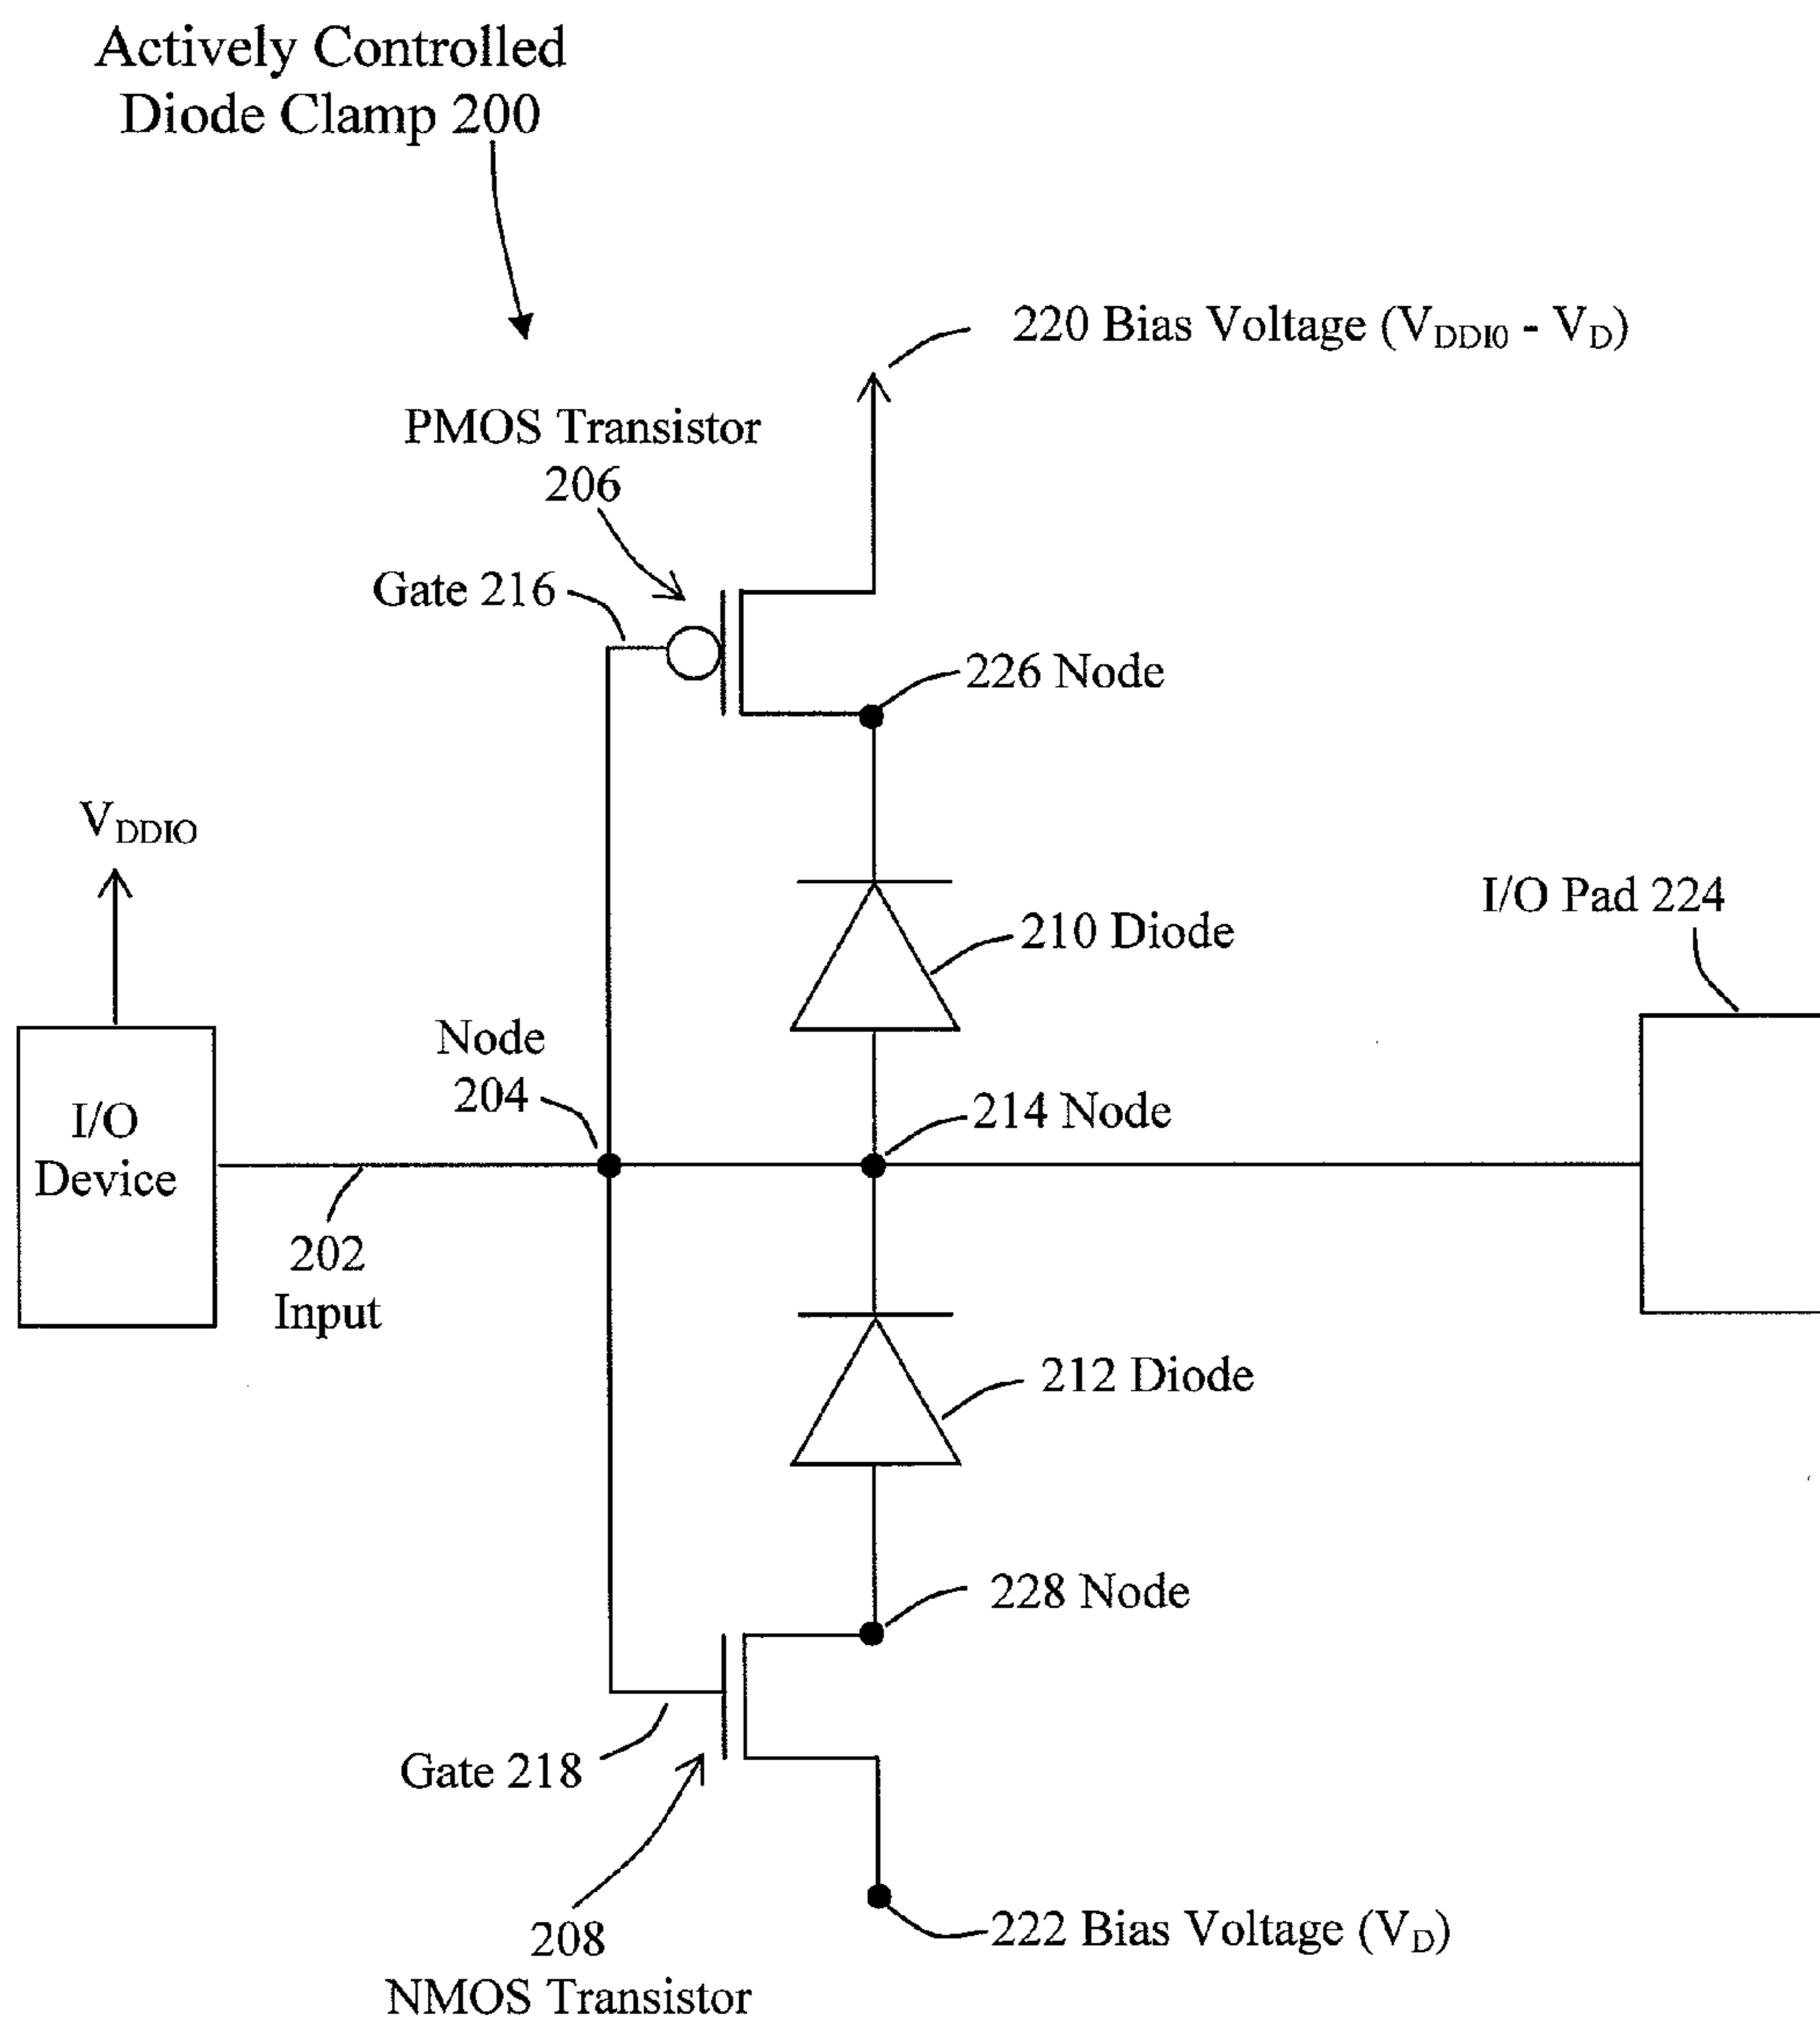 Actively Controlled
Diode Clamp 200
220 Bias Voltage (VDDI0 - VD)
PMOS Transistor
206
Gate 216
226 Node
VDDIO
I/O Pad 224
210 Diode
Node
204
214 Node
I/O
Device
202
Input
212 Diode
228 Node
Gate 218
208
NMOS Transistor
222 Bias Voltage (VD)